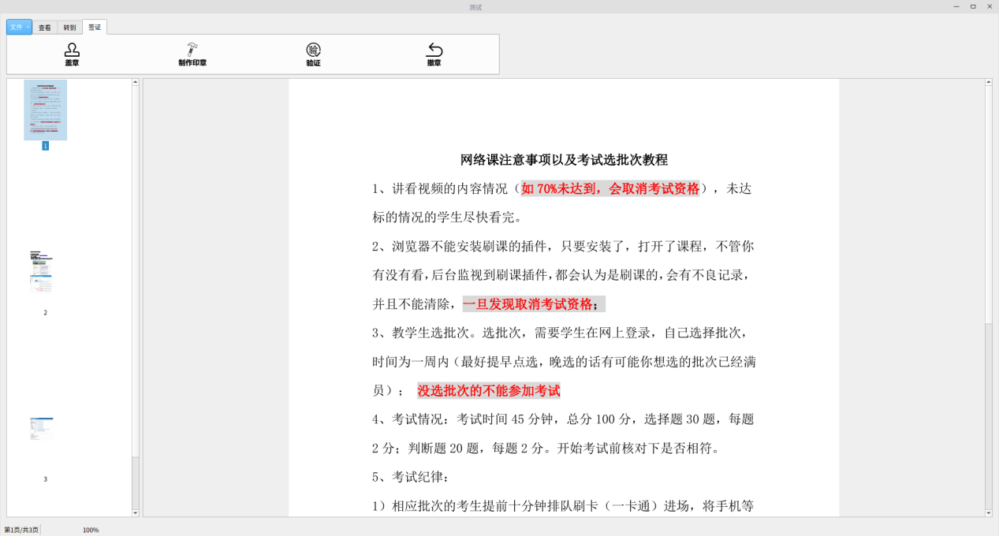 测试
文件 查看 转到 签证
盖章 制作印章 验证 撤章
1
2
3
网络课注意事项以及考试选批次教程
1、讲看视频的内容情况（如 70%未达到，会取消考试资格），未达
标的情况的学生尽快看完。
2、浏览器不能安装刷课的插件，只要安装了，打开了课程，不管你
有没有看，后台监视到刷课插件，都会认为是刷课的，会有不良记录，
并且不能清除，一旦发现取消考试资格；
3、教学生选批次。选批次，需要学生在网上登录，自己选择批次，
时间为一周内（最好提早点选，晚选的话有可能你想选的批次已经满
员）； 没选批次的不能参加考试
4、考试情况：考试时间 45 分钟，总分 100 分，选择题 30 题，每题
2 分；判断题 20 题，每题 2 分。开始考试前核对下是否相符。
5、考试纪律：
1）相应批次的考生提前十分钟排队刷卡（一卡通）进场，将手机等
第1页/共3页 100%